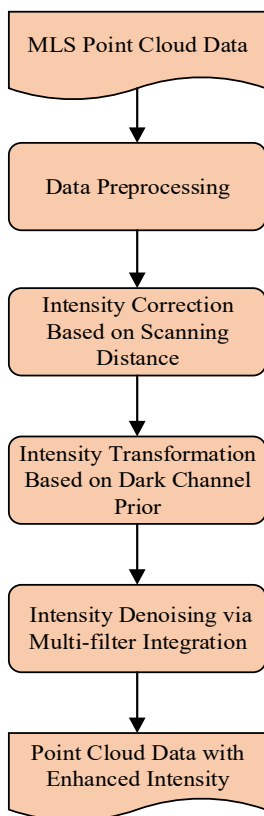 MLS Point Cloud Data
Data Preprocessing
Intensity Correction
Based on Scanning
Distance
Intensity Transformation
Based on Dark Channel
Prior
Intensity Denoising via
Multi-filter Integration
Point Cloud Data with
Enhanced Intensity